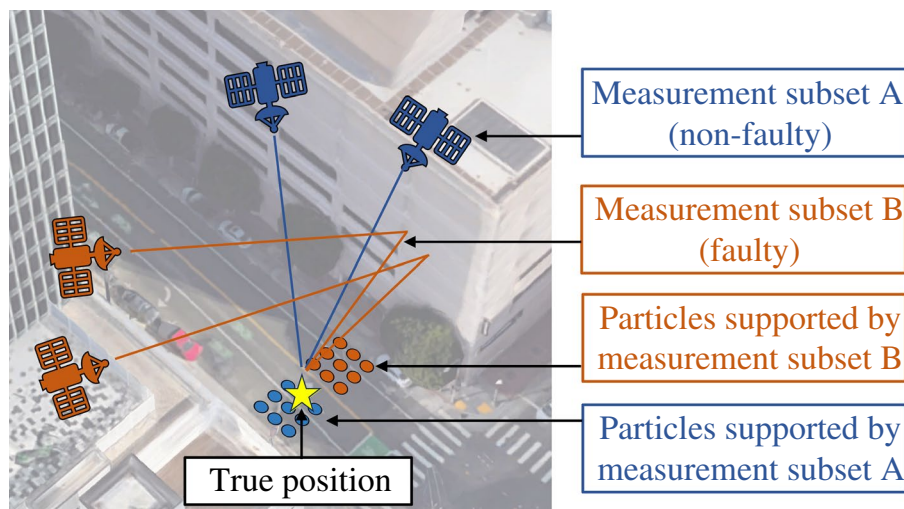 Measurement subset A
(non-faulty)
Measurement subset B
(faulty)
Particles supported by
measurement subset B
Particles supported by
measurement subset A
True position